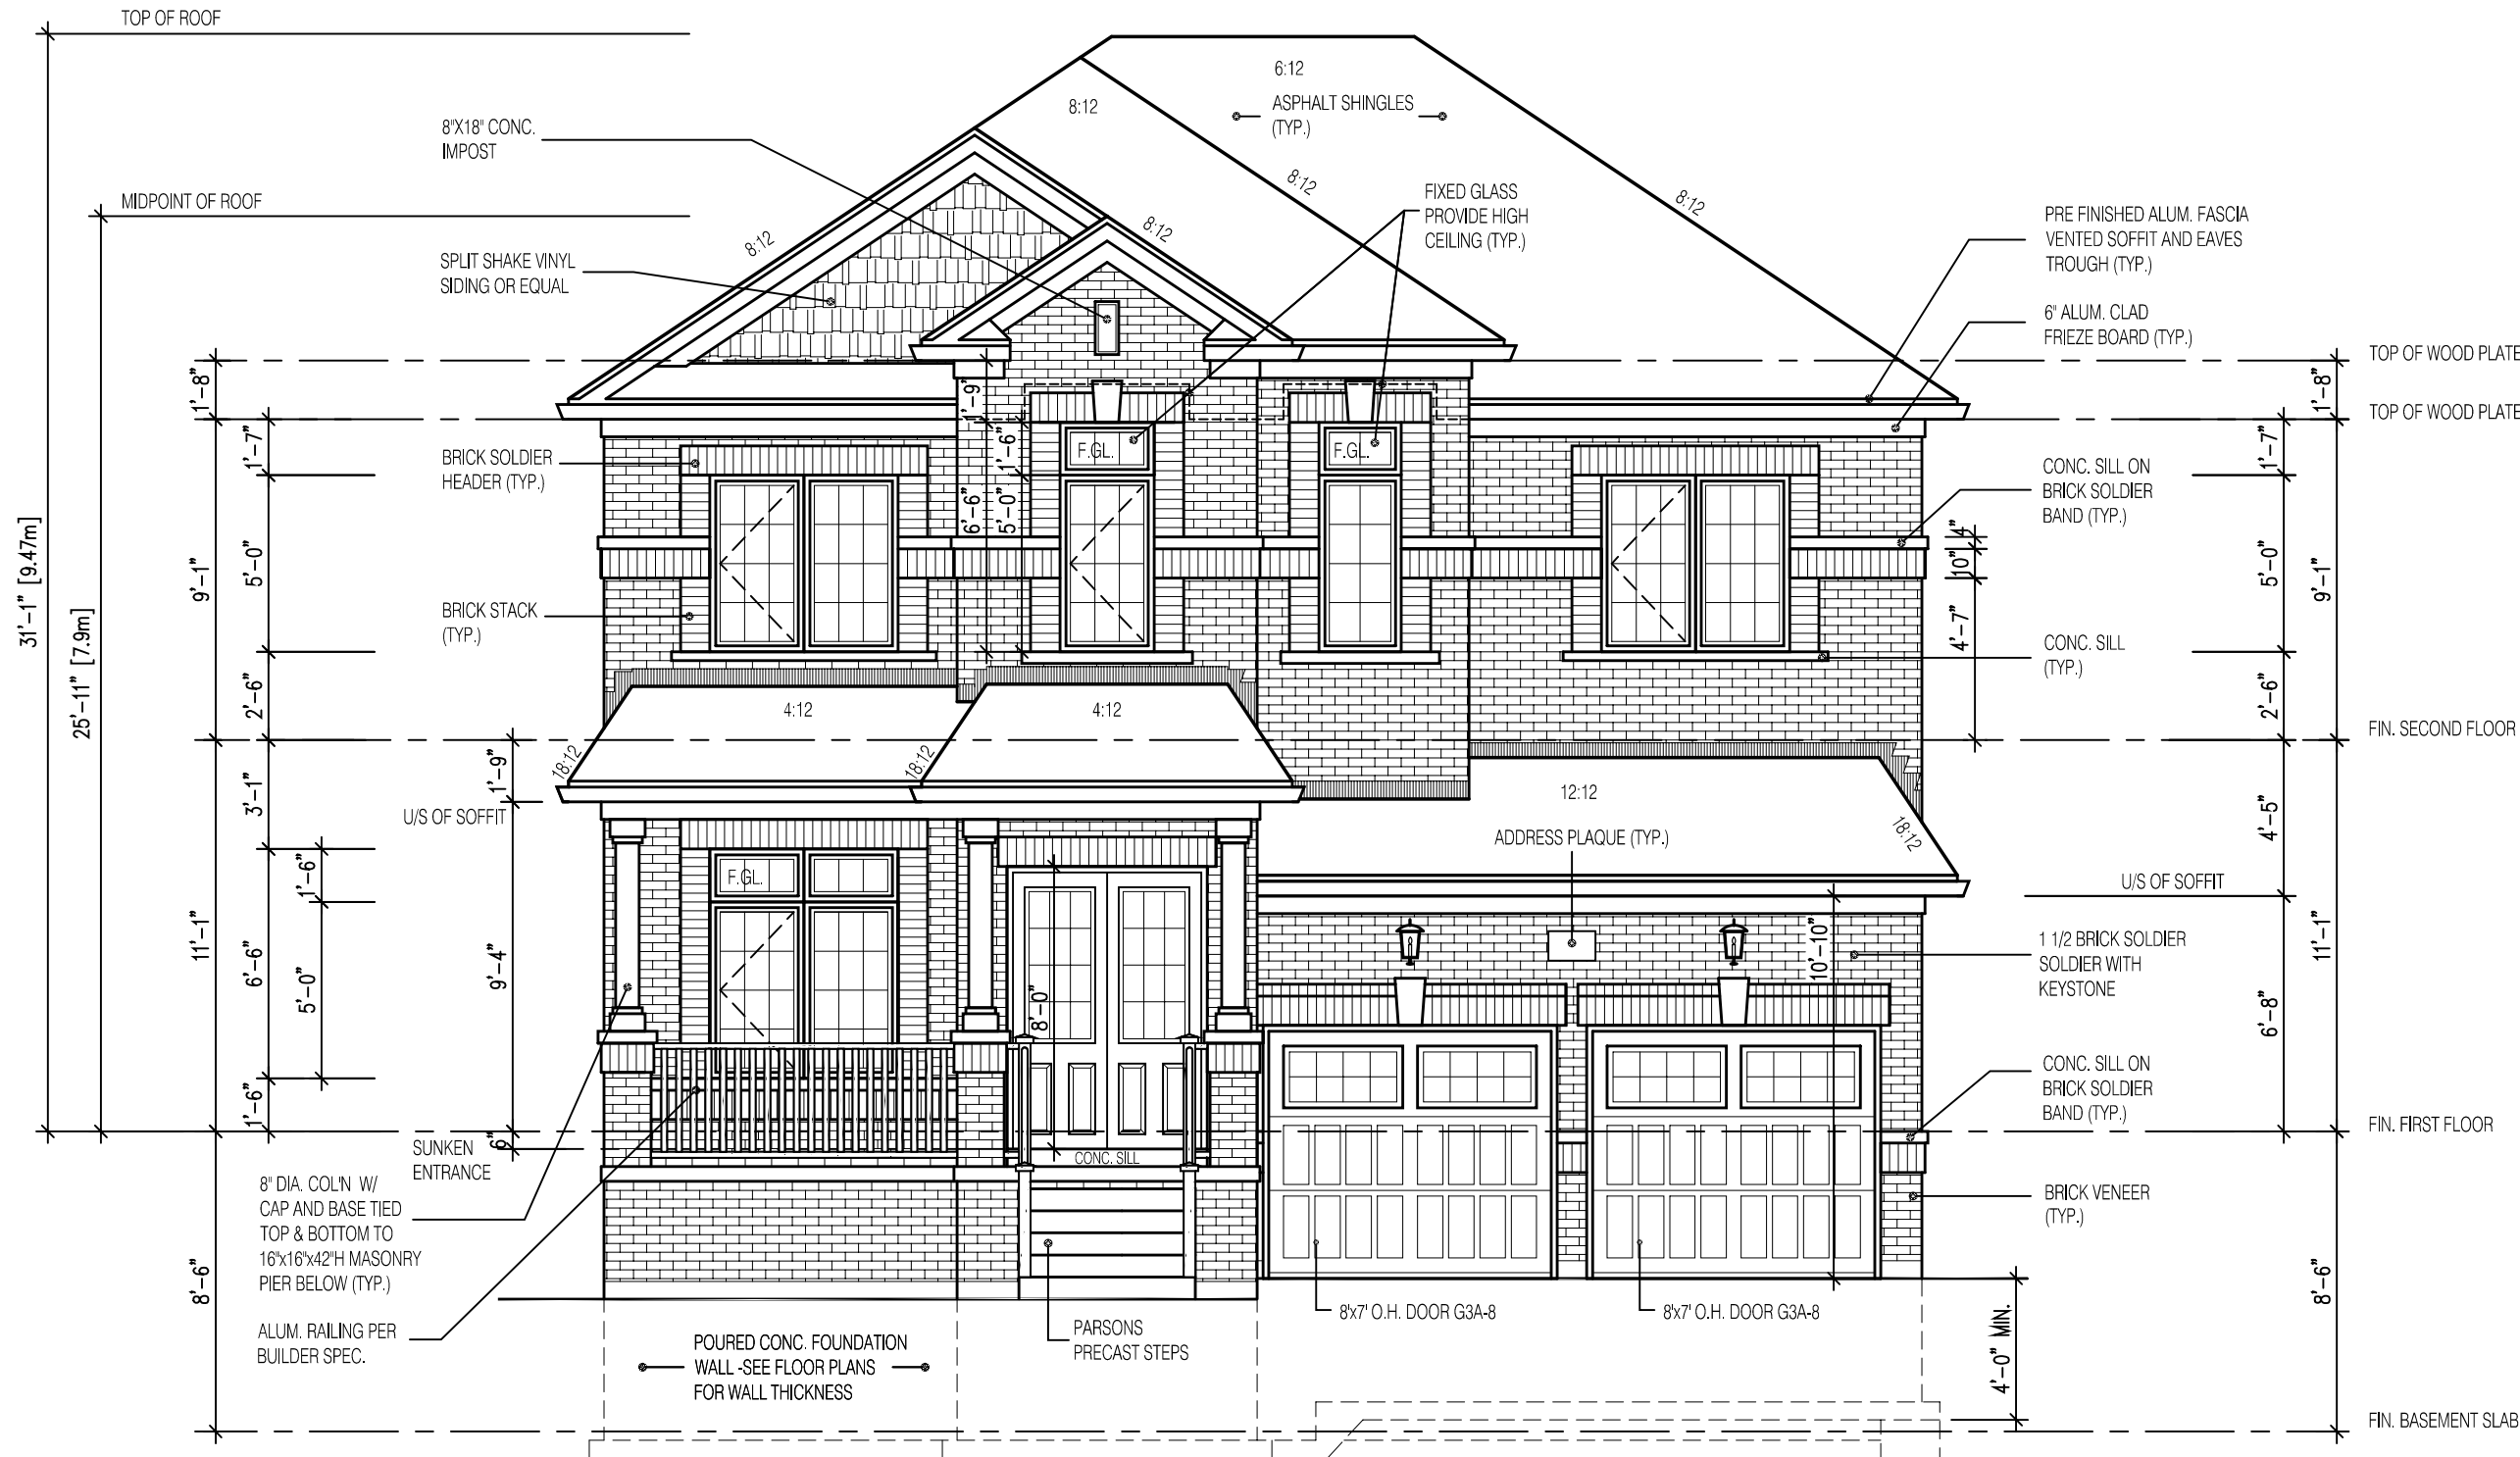 TOP OF ROOF
6:12
8:12
ASPHALT SHINGLES
(TYP.)
8"X18" CONC.
IMPOST
MIDPOINT OF ROOF
8:12
8:12
8:12
8:12
FIXED GLASS
PROVIDE HIGH
CEILING (TYP.)
PRE FINISHED ALUM. FASCIA
VENTED SOFFIT AND EAVES
TROUGH (TYP.)
SPLIT SHAKE VINYL
SIDING OR EQUAL
6" ALUM. CLAD
FRIEZE BOARD (TYP.)
TOP OF WOOD PLATE
TOP OF WOOD PLATE
1'-8"
1'-7"
9'-1"
5'-0"
2'-6"
31'-1" [9.47m]
25'-11" [7.9m]
BRICK SOLDIER
HEADER (TYP.)
BRICK STACK
(TYP.)
1'-9"
1'-6"
6'-6"
5'-0"
F.GL.
F.GL.
CONC. SILL ON
BRICK SOLDIER
BAND (TYP.)
4"
10"
4'-7"
CONC. SILL
(TYP.)
1'-8"
1'-7"
5'-0"
9'-1"
2'-6"
FIN. SECOND FLOOR
4:12
4:12
18:12
18:12
12:12
18:12
1'-9"
U/S OF SOFFIT
3'-1"
1'-6"
11'-1"
6'-6"
5'-0"
9'-4"
1'-6"
6"
F.GL.
8'-0"
ADDRESS PLAQUE (TYP.)
10'-10"
U/S OF SOFFIT
4'-5"
11'-1"
6'-8"
1 1/2 BRICK SOLDIER
SOLDIER WITH
KEYSTONE
CONC. SILL ON
BRICK SOLDIER
BAND (TYP.)
FIN. FIRST FLOOR
SUNKEN
ENTRANCE
CONC. SILL
8" DIA. COL'N W/
CAP AND BASE TIED
TOP & BOTTOM TO
16"x16"x42"H MASONRY
PIER BELOW (TYP.)
8'-6"
BRICK VENEER
(TYP.)
8'-6"
ALUM. RAILING PER
BUILDER SPEC.
POURED CONC. FOUNDATION
WALL -SEE FLOOR PLANS
FOR WALL THICKNESS
PARSONS
PRECAST STEPS
8'x7' O.H. DOOR G3A-8
8'x7' O.H. DOOR G3A-8
4'-0" MIN.
FIN. BASEMENT SLAB